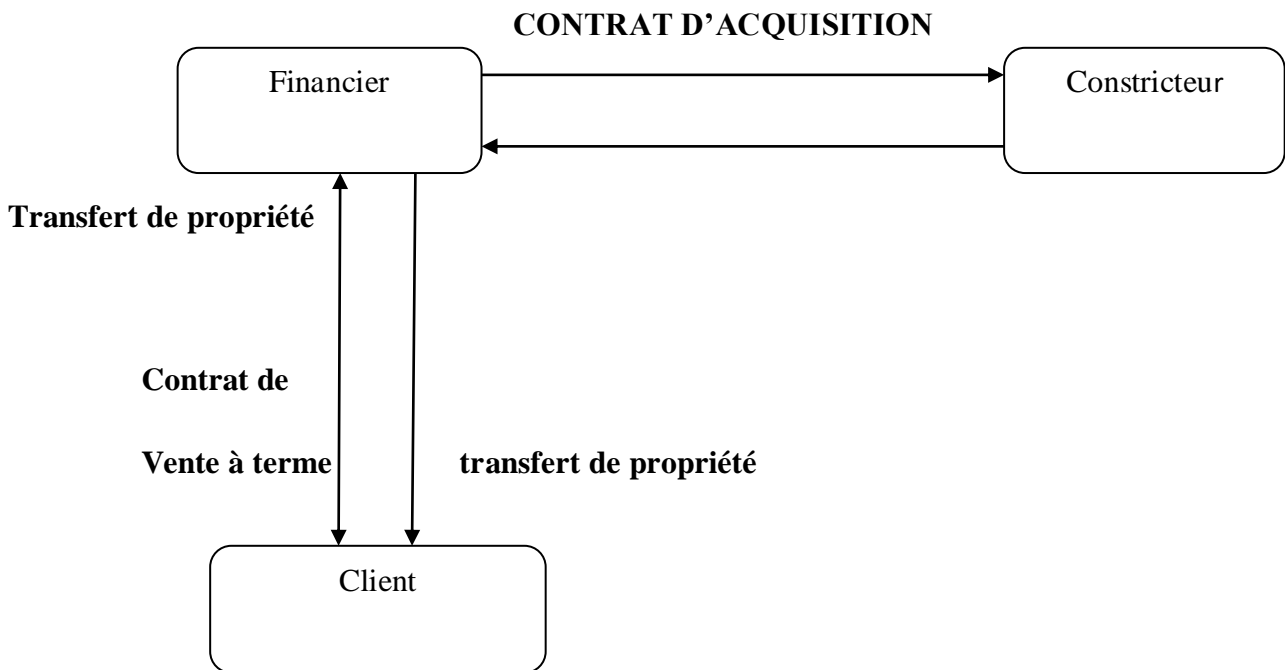 CONTRAT D’ACQUISITION
Financier
Constricteur
Transfert de propriété
Contrat de
Vente à terme
transfert de propriété
Client